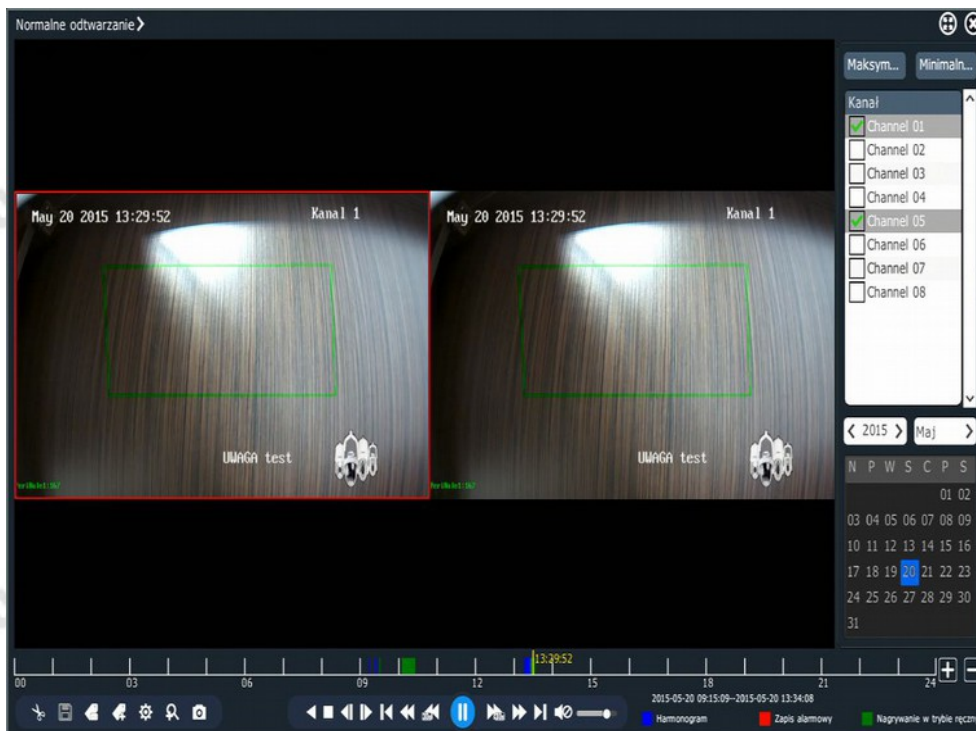 Normalne odtwarzanie
Maksym... Minimaln...
Kanał
Channel 01
Channel 02
Channel 03
Channel 04
Channel 05
Channel 06
Channel 07
Channel 08
May 20 2015 13:29:52 Kanal 1
UWAGA test
May 20 2015 13:29:52 Kanal 1
UWAGA test
2015 Maj
N P W S C P S
01 02
03 04 05 06 07 08 09
10 11 12 13 14 15 16
17 18 19 20 21 22 23
24 25 26 27 28 29 30
31
13:29:52
00 03 06 09 12 15 18 21 24
2015-05-20 09:15:09--2015-05-20 13:34:08
Harmonogram Zapis alarmowy Nagrywanie w trybie ręczn